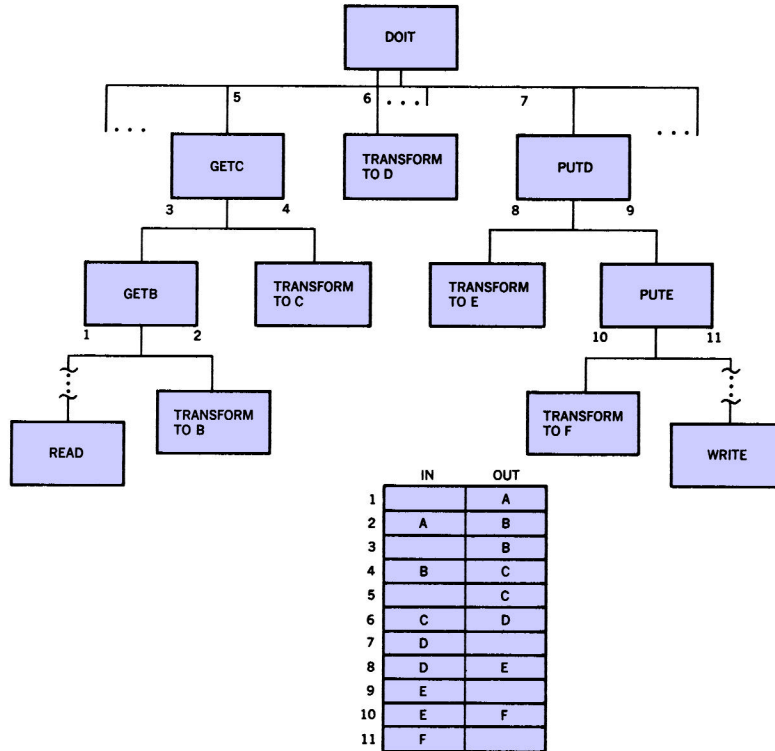 DOIT
5
6
7
. . .
. . .
. . .
GETC
TRANSFORM
TO D
PUTD
3
4
8
9
GETB
TRANSFORM
TO C
TRANSFORM
TO E
PUTE
1
2
10
11
READ
TRANSFORM
TO B
TRANSFORM
TO F
WRITE
IN OUT
1 A
2 A B
3 B
4 B C
5 C
6 C D
7 D
8 D E
9 E
10 E F
11 F